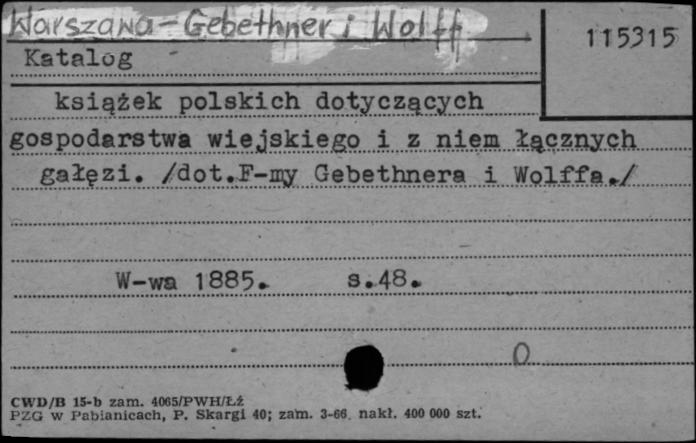 Warszawa - Gebethner i Wolff
115315
Katalog
książek polskich dotyczących
gospodarstwa wiejskiego i z niem łącznych
gałęzi. /dot.F-my Gebethnera i Wolffa./
W-wa 1885. s.48.
O
CWD/B 15-b zam. 4065/PWH/Łź
PZG w Pabianicach, P. Skargi 40; zam. 3-66 nakł. 400 000 szt.